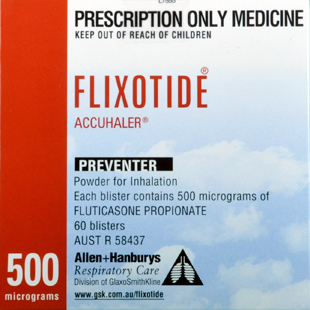 PRESCRIPTION ONLY MEDICINE
KEEP OUT OF REACH OF CHILDREN
FLIXOTIDE®
ACCUHALER®
PREVENTER
Powder for Inhalation
Each blister contains 500 micrograms of
FLUTICASONE PROPIONATE
60 blisters
AUST R 58437
500
micrograms
Allen+Hanburys
Respiratory Care
Division of GlaxoSmithKline
www.gsk.com.au/flixotide